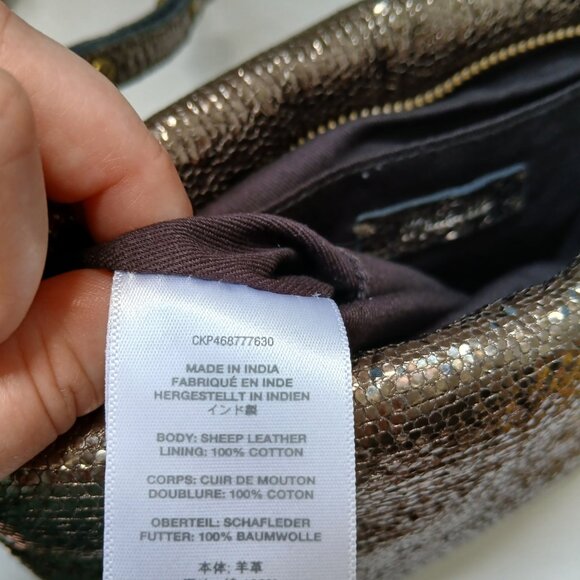 CKP468777630
MADE IN INDIA
FABRIQUÉ EN INDE
HERGESTELLT IN INDIEN
インド製
BODY: SHEEP LEATHER
LINING: 100% COTTON
CORPS: CUIR DE MOUTON
DOUBLURE: 100% COTON
OBERTEIL: SCHAFLEDER
FUTTER: 100% BAUMWOLLE
本体: 羊革